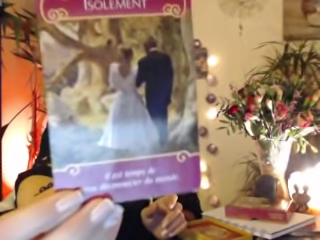 Isolement
Il est temps de
vous déconnecter du monde.